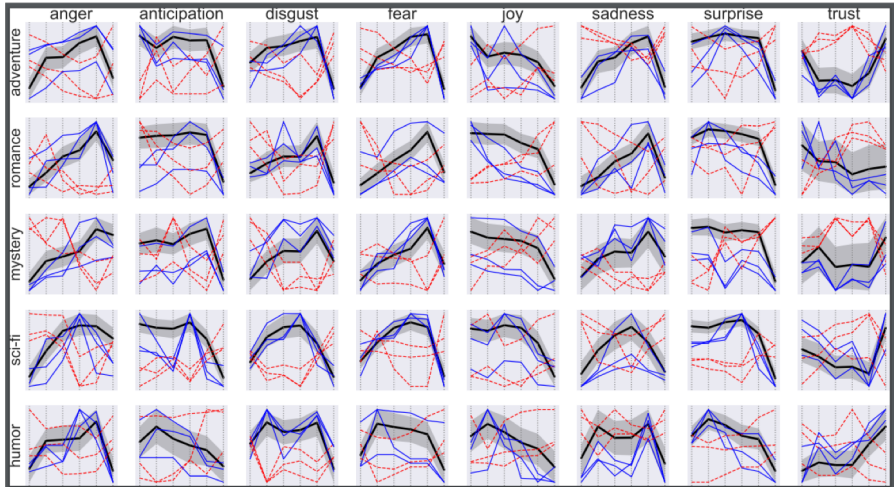 anger anticipation disgust fear joy sadness surprise trust
adventure
romance
mystery
sci-fi
humor